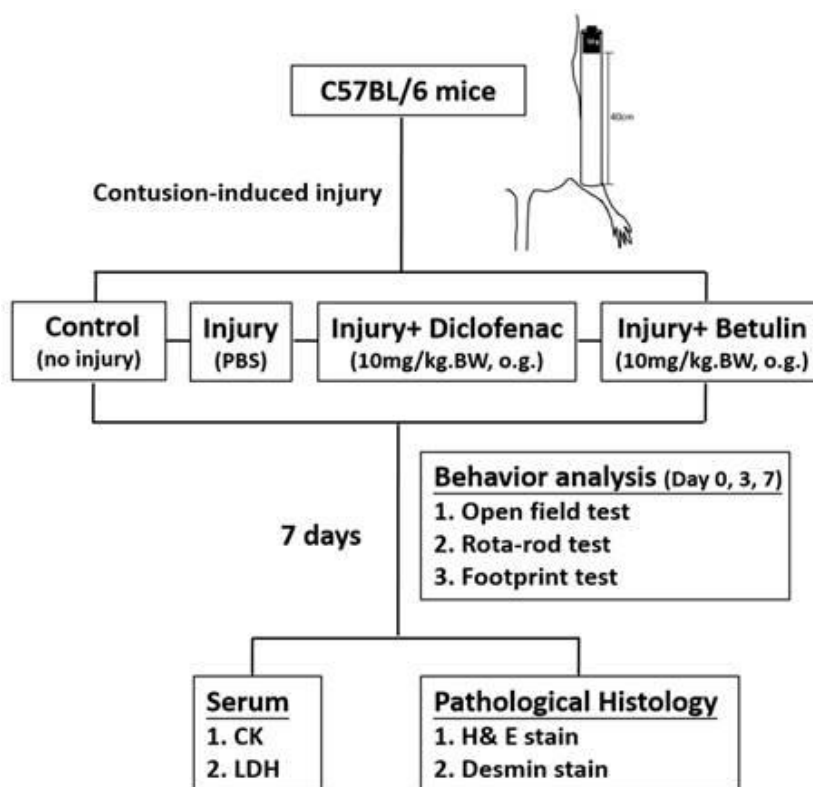 C57BL/6 mice
40cm
Contusion-induced injury
Control
(no injury)
Injury
(PBS)
Injury+ Diclofenac
(10mg/kg.BW, o.g.)
Injury+ Betulin
(10mg/kg.BW, o.g.)
Behavior analysis (Day 0, 3, 7)
1. Open field test
2. Rota-rod test
3. Footprint test
7 days
Serum
1. CK
2. LDH
Pathological Histology
1. H& E stain
2. Desmin stain